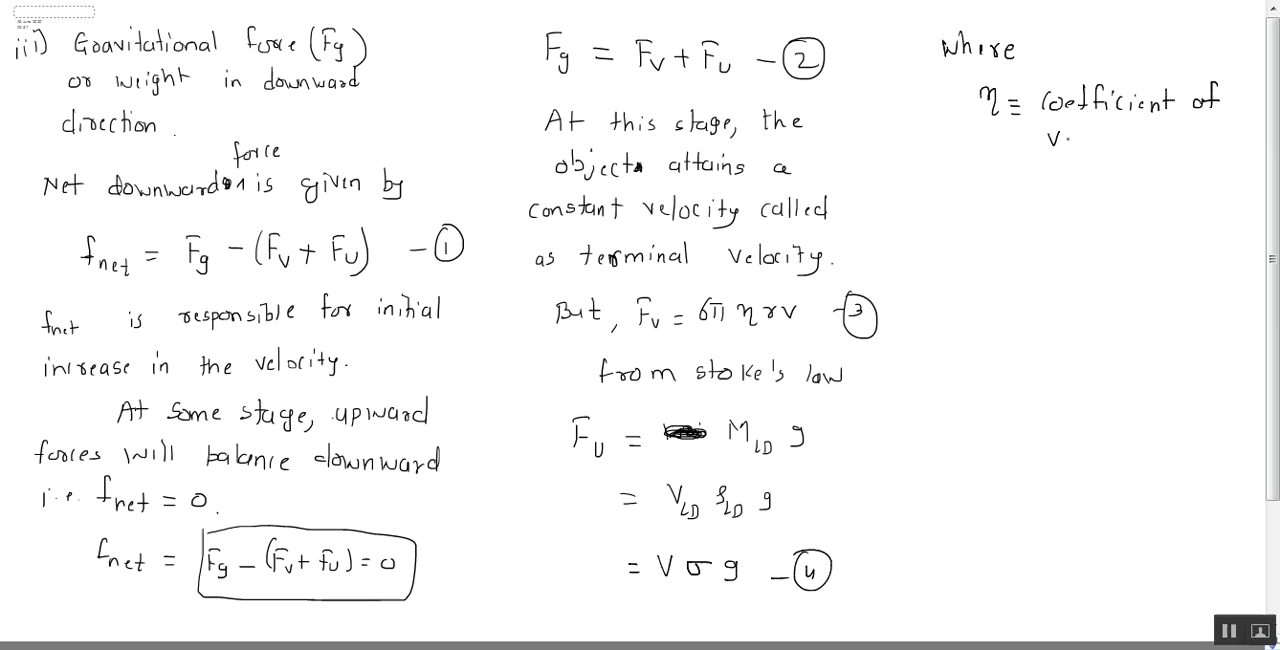 iii) Gravitational force (Fg)
or weight in downward
direction.
force
Net downward is given by
fnet = Fg - (Fv + FU) - ①
fnet is responsible for initial
increase in the velocity.
At some stage, upward
forces will balance downward
i.e. fnet = 0.
fnet = Fg - (Fv + fU) = 0
Fg = Fv + FU - ②
At this stage, the
object attains a
constant velocity called
as terminal velocity.
But, Fv = 6π η r v - ③
from stoke's low
FU = MLD g
= VLD ρLD g
= V σ g - ④
where
η = coefficient of
v.